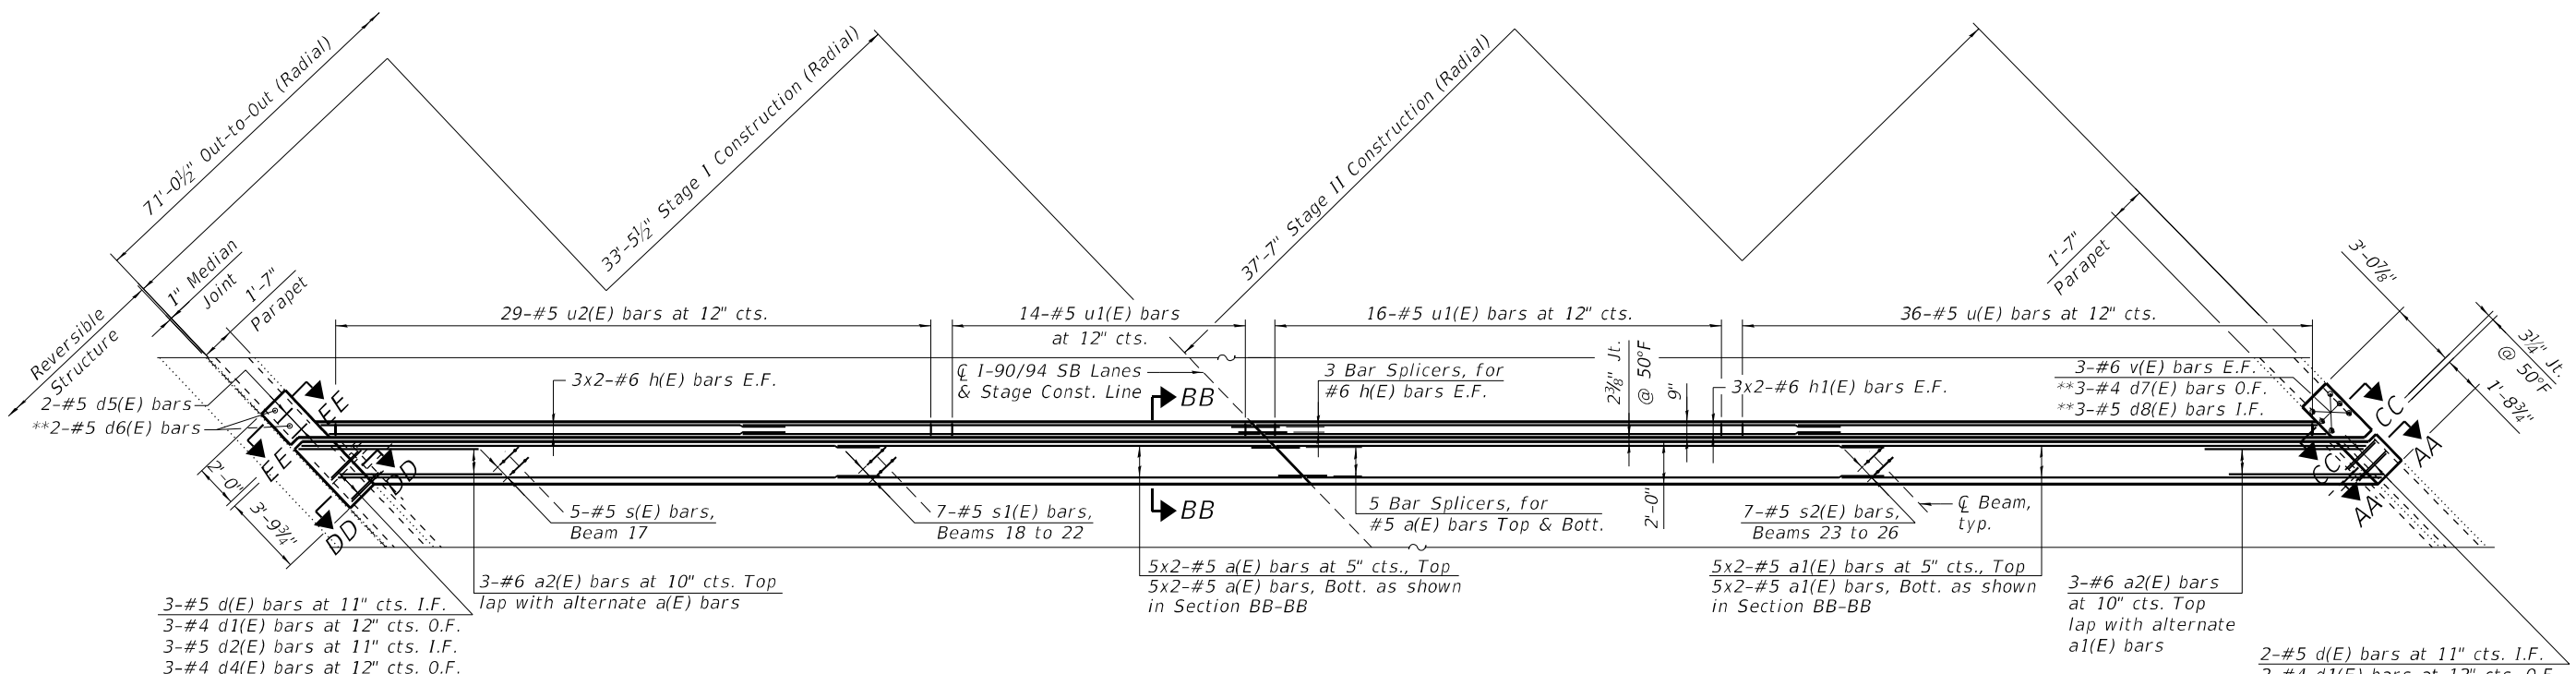 71'-0½" Out-to-Out (Radial)
33'-5½" Stage I Construction (Radial)
37'-7" Stage II Construction (Radial)
Reversible
Structure
1" Median
Joint
1'-7"
Parapet
29-#5 u2(E) bars at 12" cts.
14-#5 u1(E) bars
at 12" cts.
16-#5 u1(E) bars at 12" cts.
36-#5 u(E) bars at 12" cts.
1'-7"
Parapet
3'-0⅞"
3¼" Jt.
@ 50°F
1'-8¾"
2-#5 d5(E) bars
**2-#5 d6(E) bars
3x2-#6 h(E) bars E.F.
℄ I-90/94 SB Lanes
& Stage Const. Line
BB
3 Bar Splicers, for
#6 h(E) bars E.F.
2⅜" Jt.
@ 50°F
9"
3x2-#6 h1(E) bars E.F.
3-#6 v(E) bars E.F.
**3-#4 d7(E) bars O.F.
**3-#5 d8(E) bars I.F.
EE
EE
DD
DD
CC
CC
AA
AA
2'-0"
3'-9¾"
5-#5 s(E) bars,
Beam 17
7-#5 s1(E) bars,
Beams 18 to 22
BB
5 Bar Splicers, for
#5 a(E) bars Top & Bott.
2'-0"
7-#5 s2(E) bars,
Beams 23 to 26
℄ Beam,
typ.
3-#6 a2(E) bars at 10" cts. Top
lap with alternate a(E) bars
5x2-#5 a(E) bars at 5" cts., Top
5x2-#5 a(E) bars, Bott. as shown
in Section BB-BB
5x2-#5 a1(E) bars at 5" cts., Top
5x2-#5 a1(E) bars, Bott. as shown
in Section BB-BB
3-#6 a2(E) bars
at 10" cts. Top
lap with alternate
a1(E) bars
3-#5 d(E) bars at 11" cts. I.F.
3-#4 d1(E) bars at 12" cts. O.F.
3-#5 d2(E) bars at 11" cts. I.F.
3-#4 d4(E) bars at 12" cts. O.F.
2-#5 d(E) bars at 11" cts. I.F.
2-#4 d1(E) bars at 12" cts. O.F.